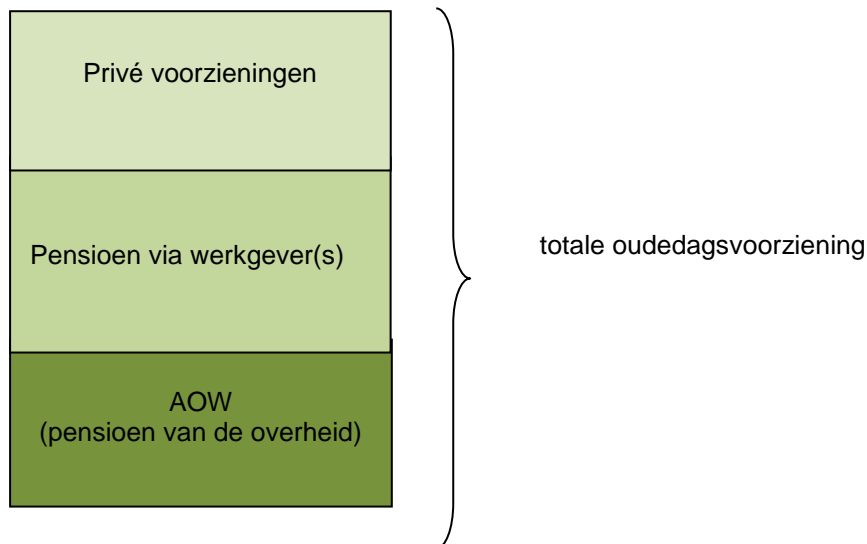 Privé voorzieningen
Pensioen via werkgever(s)
totale oudedagsvoorziening
AOW
(pensioen van de overheid)